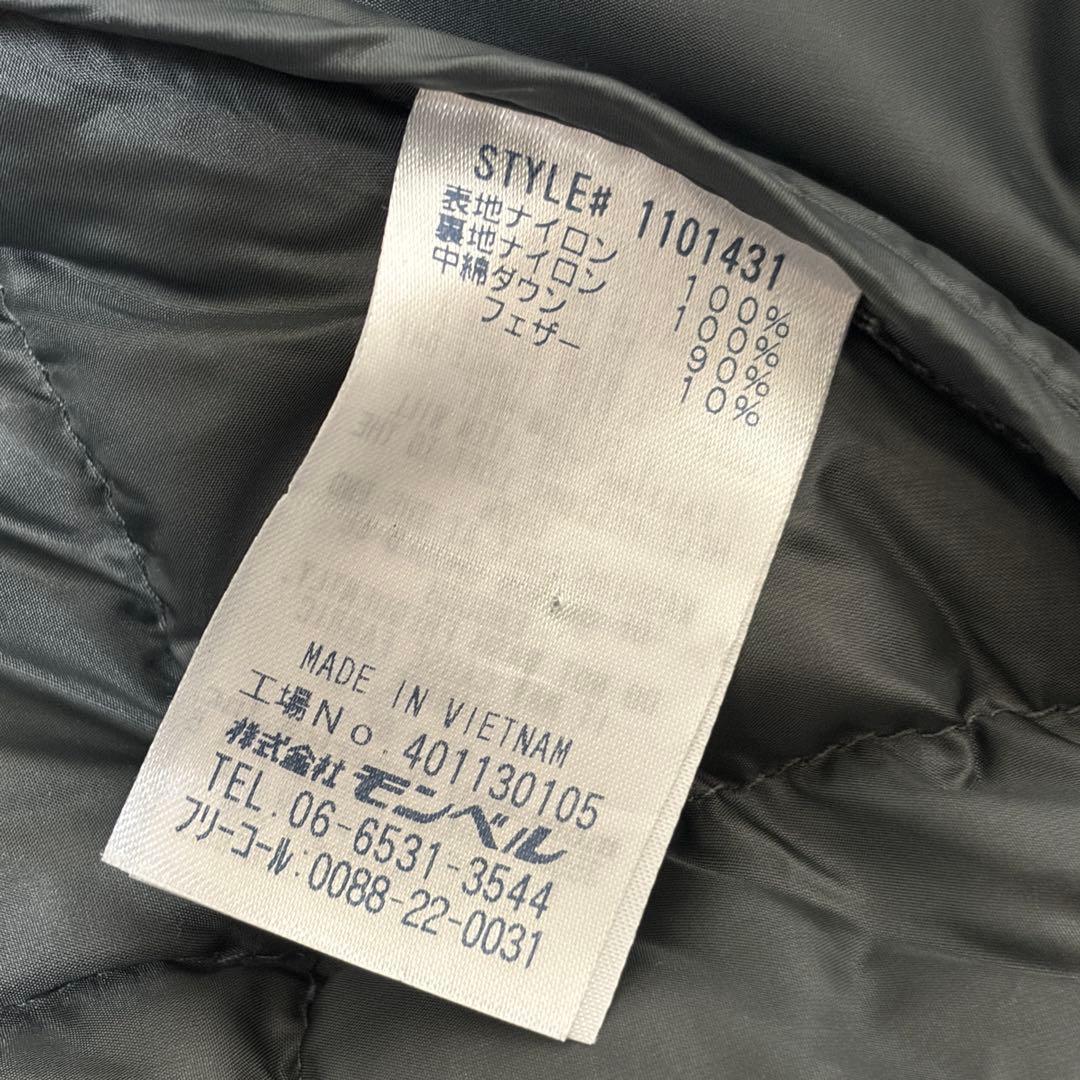 STYLE# 1101431
表地ナイロン 100%
裏地ナイロン 100%
中綿ダウン 90%
フェザー 10%
MADE IN VIETNAM
工場No. 401130105
株式会社 モンベル
TEL. 06-6531-3544
フリーコール:0088-22-0031